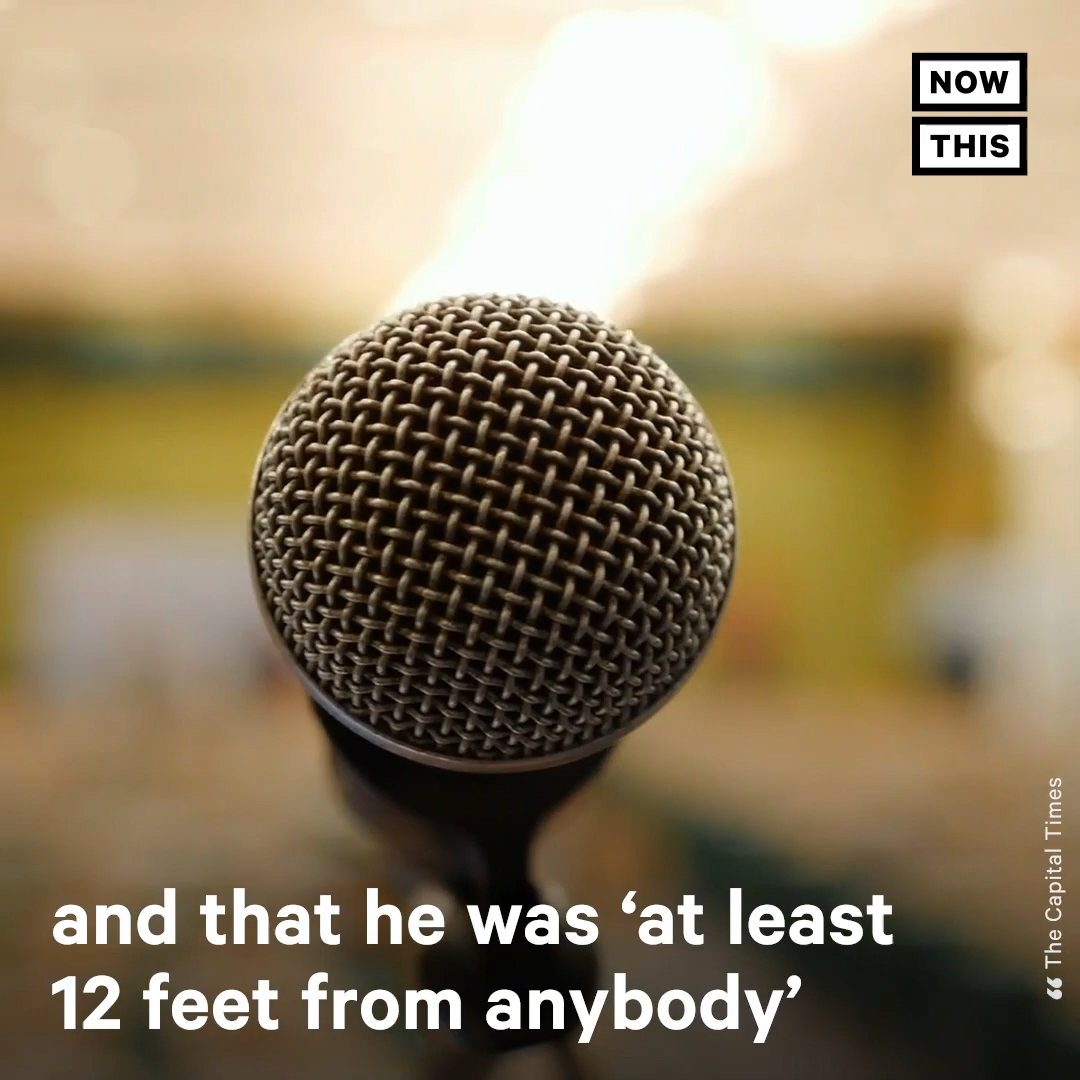 NOW
THIS
“ The Capital Times
and that he was ‘at least
12 feet from anybody’